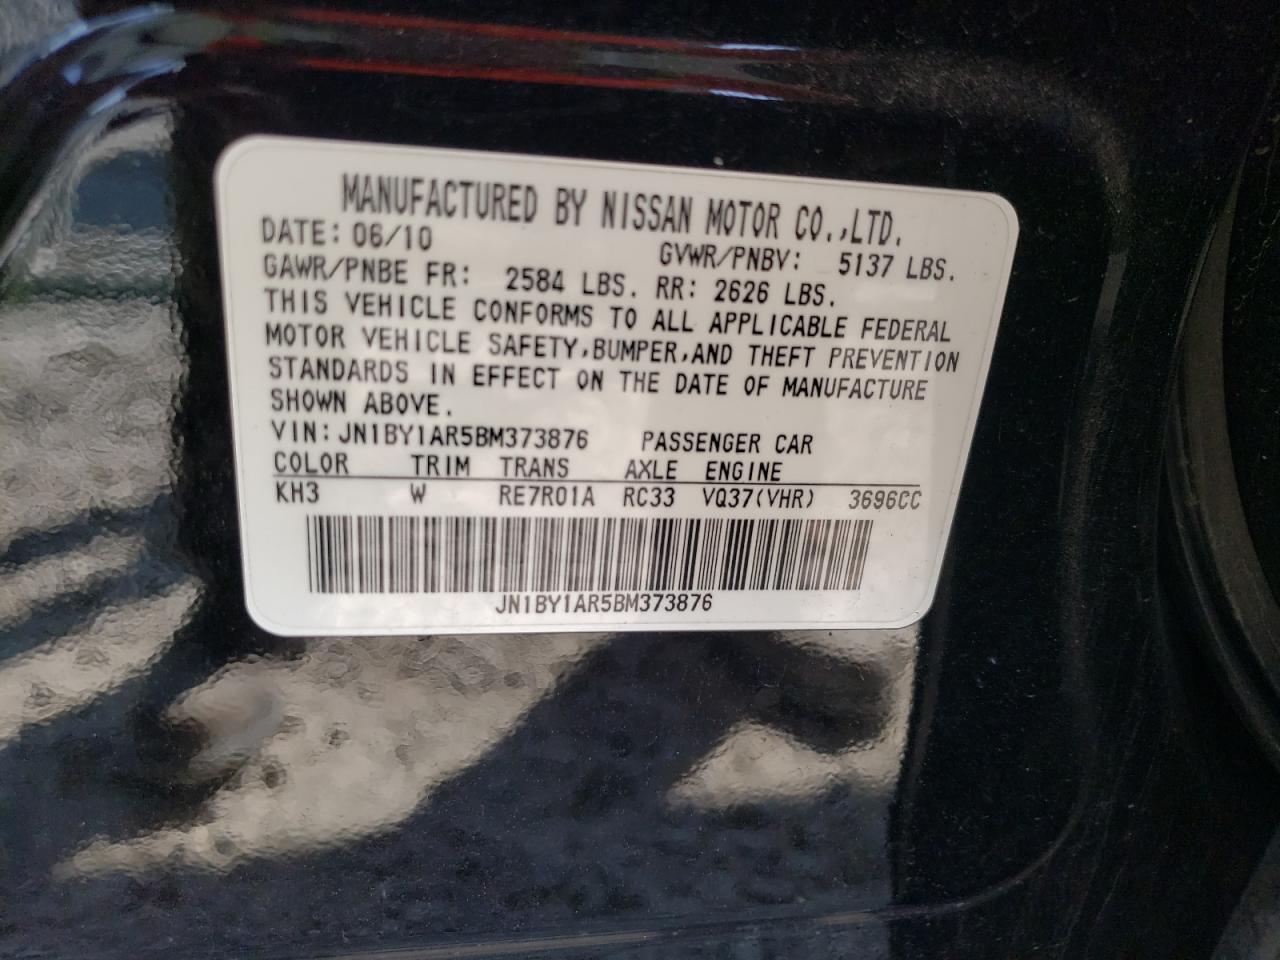 MANUFACTURED BY NISSAN MOTOR CO.,LTD.
DATE: 06/10 GVWR/PNBV: 5137 LBS.
GAWR/PNBE FR: 2584 LBS. RR: 2626 LBS.
THIS VEHICLE CONFORMS TO ALL APPLICABLE FEDERAL
MOTOR VEHICLE SAFETY,BUMPER,AND THEFT PREVENTION
STANDARDS IN EFFECT ON THE DATE OF MANUFACTURE
SHOWN ABOVE.
VIN:JN1BY1AR5BM373876 PASSENGER CAR
COLOR TRIM TRANS AXLE ENGINE
KH3 W RE7R01A RC33 VQ37(VHR) 3696CC
JN1BY1AR5BM373876